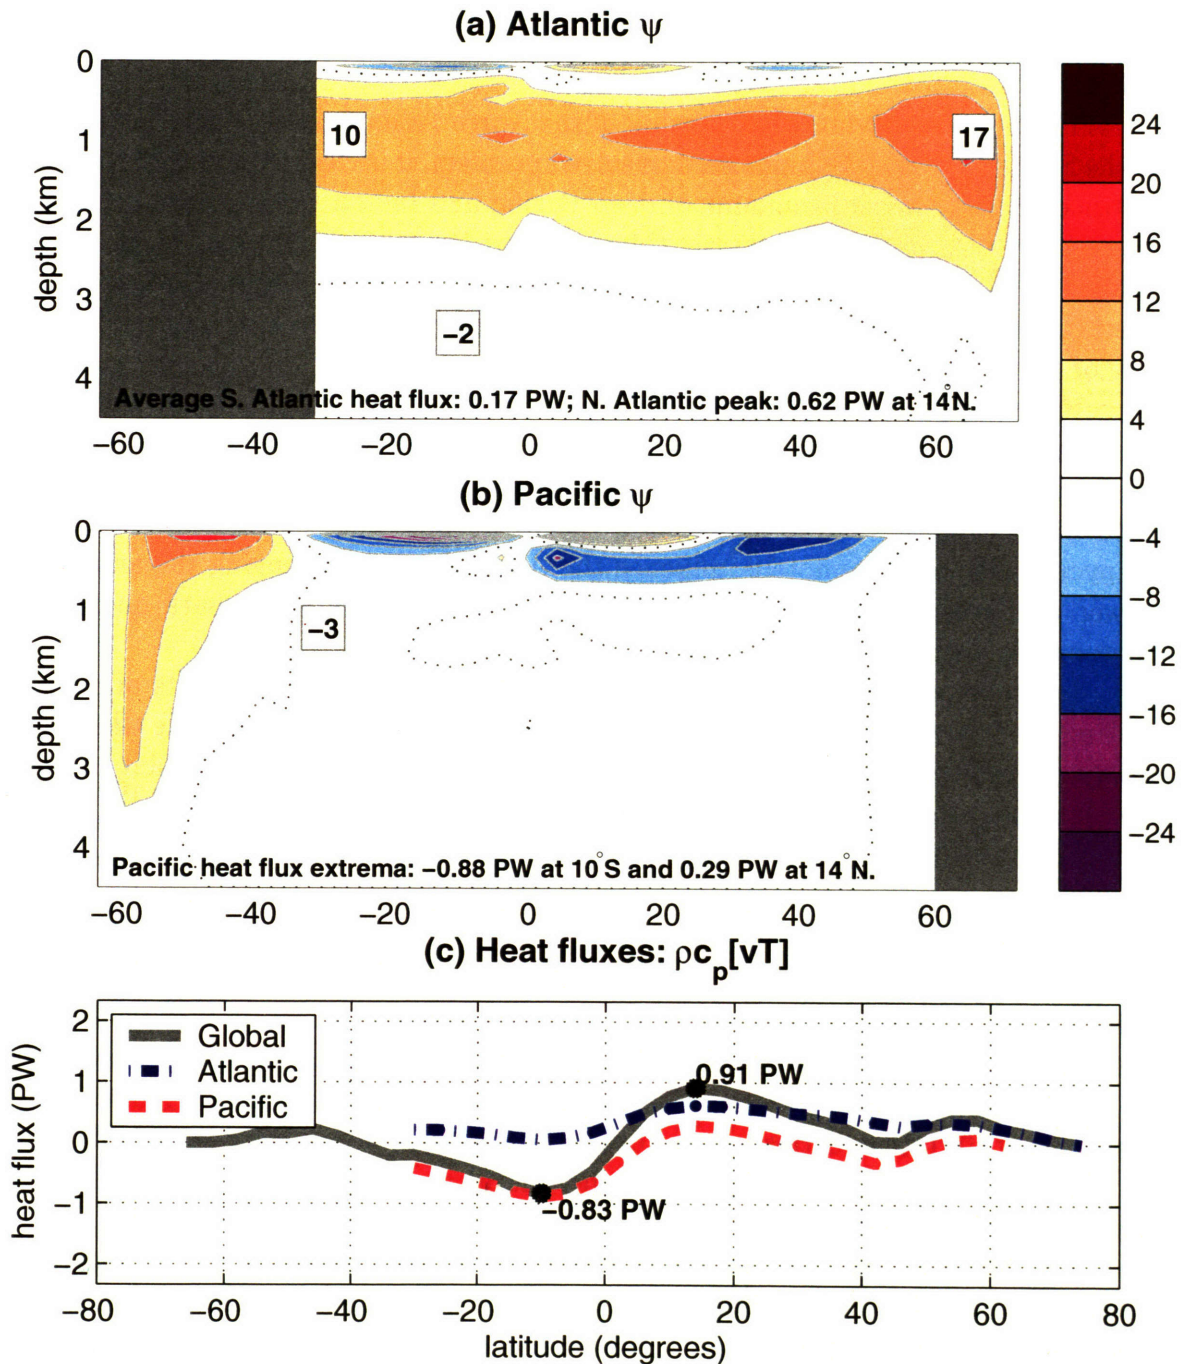 (a) Atlantic ψ
0
1
2
3
4
depth (km)
10
17
−2
Average S. Atlantic heat flux: 0.17 PW; N. Atlantic peak: 0.62 PW at 14°N.
−60 −40 −20 0 20 40 60
24
20
16
12
8
4
0
−4
−8
−12
−16
−20
−24
(b) Pacific ψ
0
1
2
3
4
depth (km)
−3
Pacific heat flux extrema: −0.88 PW at 10°S and 0.29 PW at 14°N.
−60 −40 −20 0 20 40 60
(c) Heat fluxes: ρcp[vT]
2
1
0
−1
−2
heat flux (PW)
Global
Atlantic
Pacific
0.91 PW
−0.83 PW
−80 −60 −40 −20 0 20 40 60 80
latitude (degrees)